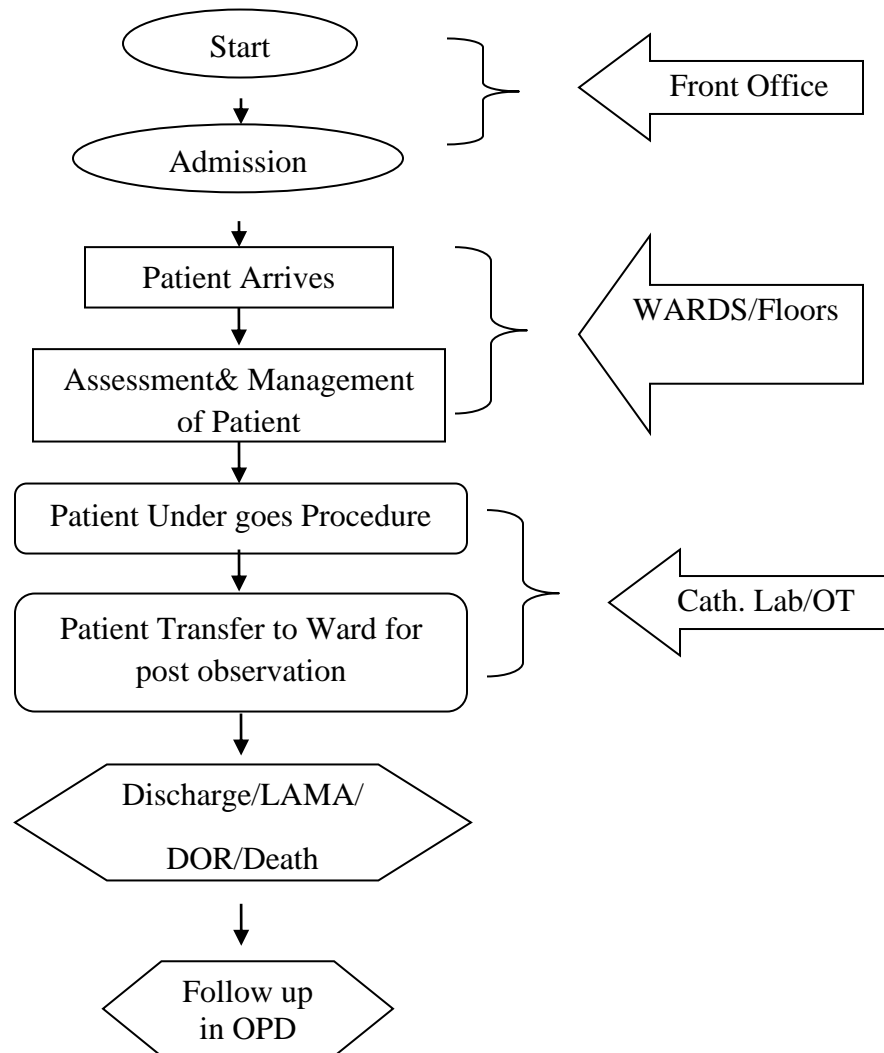 Start
Front Office
Admission
Patient Arrives
WARDS/Floors
Assessment& Management
of Patient
Patient Under goes Procedure
Cath. Lab/OT
Patient Transfer to Ward for
post observation
Discharge/LAMA/
DOR/Death
Follow up
in OPD